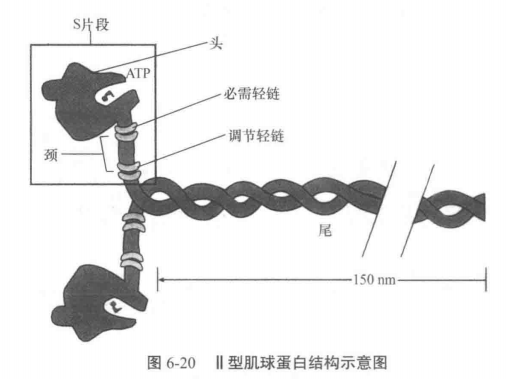 S片段
头
ATP
必需轻链
调节轻链
颈
尾
150 nm
图 6-20 Ⅱ型肌球蛋白结构示意图